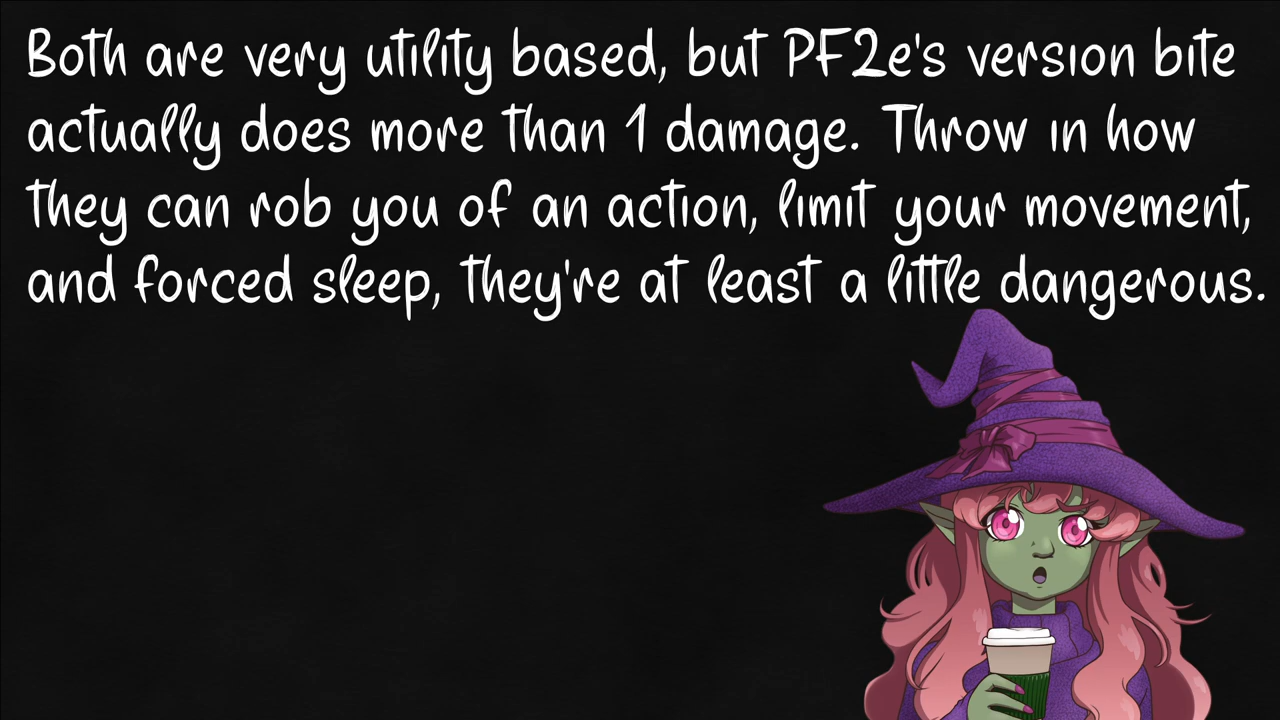 Both are very utility based, but PF2e's version bite
actually does more than 1 damage. Throw in how
they can rob you of an action, limit your movement,
and forced sleep, they're at least a little dangerous.